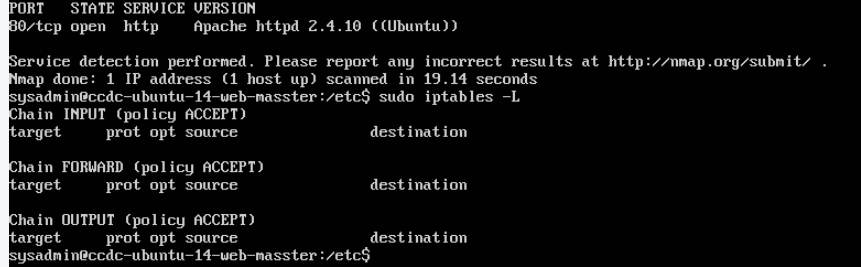 PORT   STATE SERVICE VERSION
80/tcp open  http    Apache httpd 2.4.10 ((Ubuntu))
Service detection performed. Please report any incorrect results at http://nmap.org/submit/ .
Nmap done: 1 IP address (1 host up) scanned in 19.14 seconds
sysadmin@ccdc-ubuntu-14-web-masster:/etc$ sudo iptables -L
Chain INPUT (policy ACCEPT)
target     prot opt source               destination
Chain FORWARD (policy ACCEPT)
target     prot opt source               destination
Chain OUTPUT (policy ACCEPT)
target     prot opt source               destination
sysadmin@ccdc-ubuntu-14-web-masster:/etc$